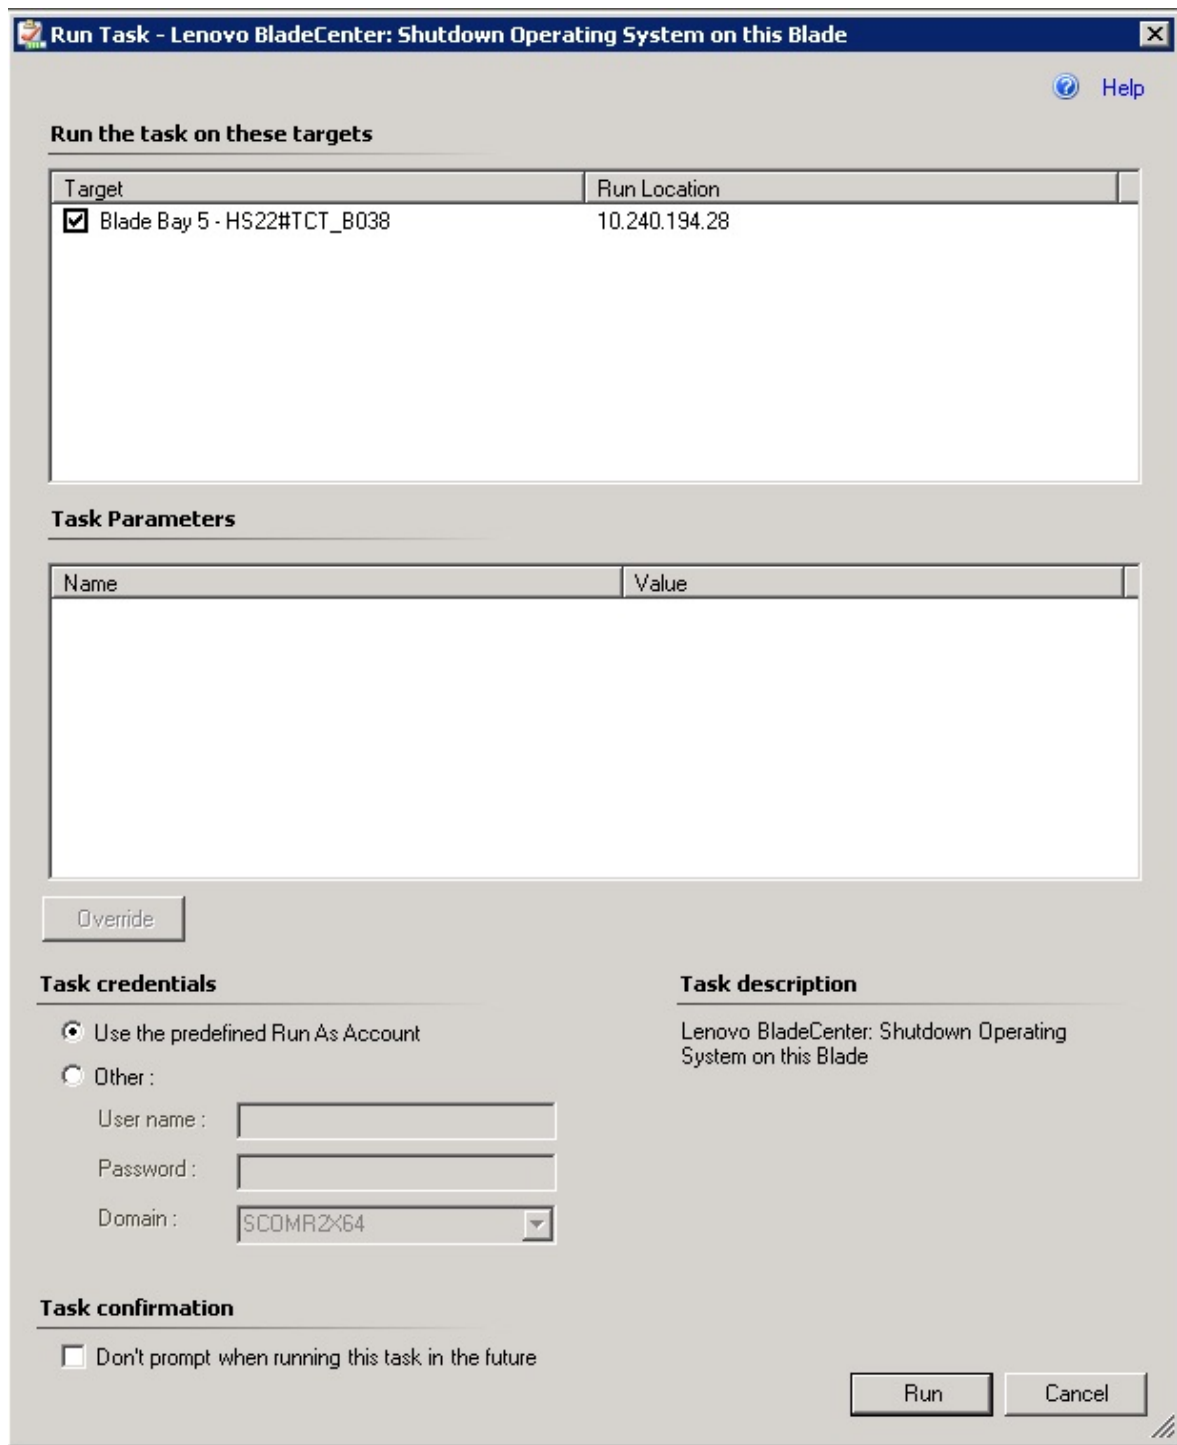 Run Task - Lenovo BladeCenter: Shutdown Operating System on this Blade
Help
Run the task on these targets
Target Run Location
Blade Bay 5 - HS22#TCT_B038 10.240.194.28
Task Parameters
Name Value
Override
Task credentials
Use the predefined Run As Account
Other :
User name :
Password :
Domain : SCOMR2X64
Task description
Lenovo BladeCenter: Shutdown Operating
System on this Blade
Task confirmation
Don't prompt when running this task in the future
Run Cancel